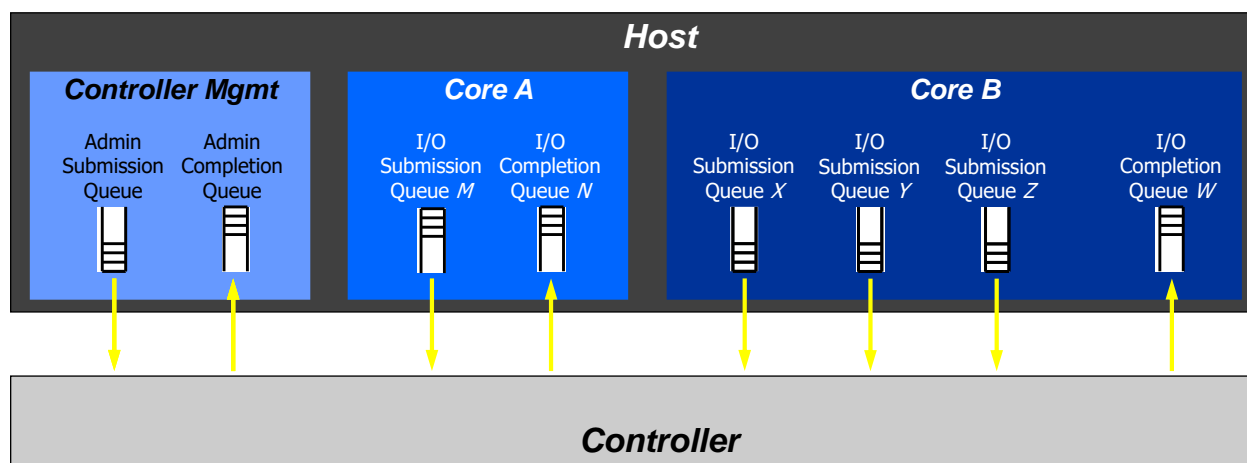 Host
Controller Mgmt
Admin
Submission
Queue
Admin
Completion
Queue
Core A
I/O
Submission
Queue M
I/O
Completion
Queue N
Core B
I/O
Submission
Queue X
I/O
Submission
Queue Y
I/O
Submission
Queue Z
I/O
Completion
Queue W
Controller